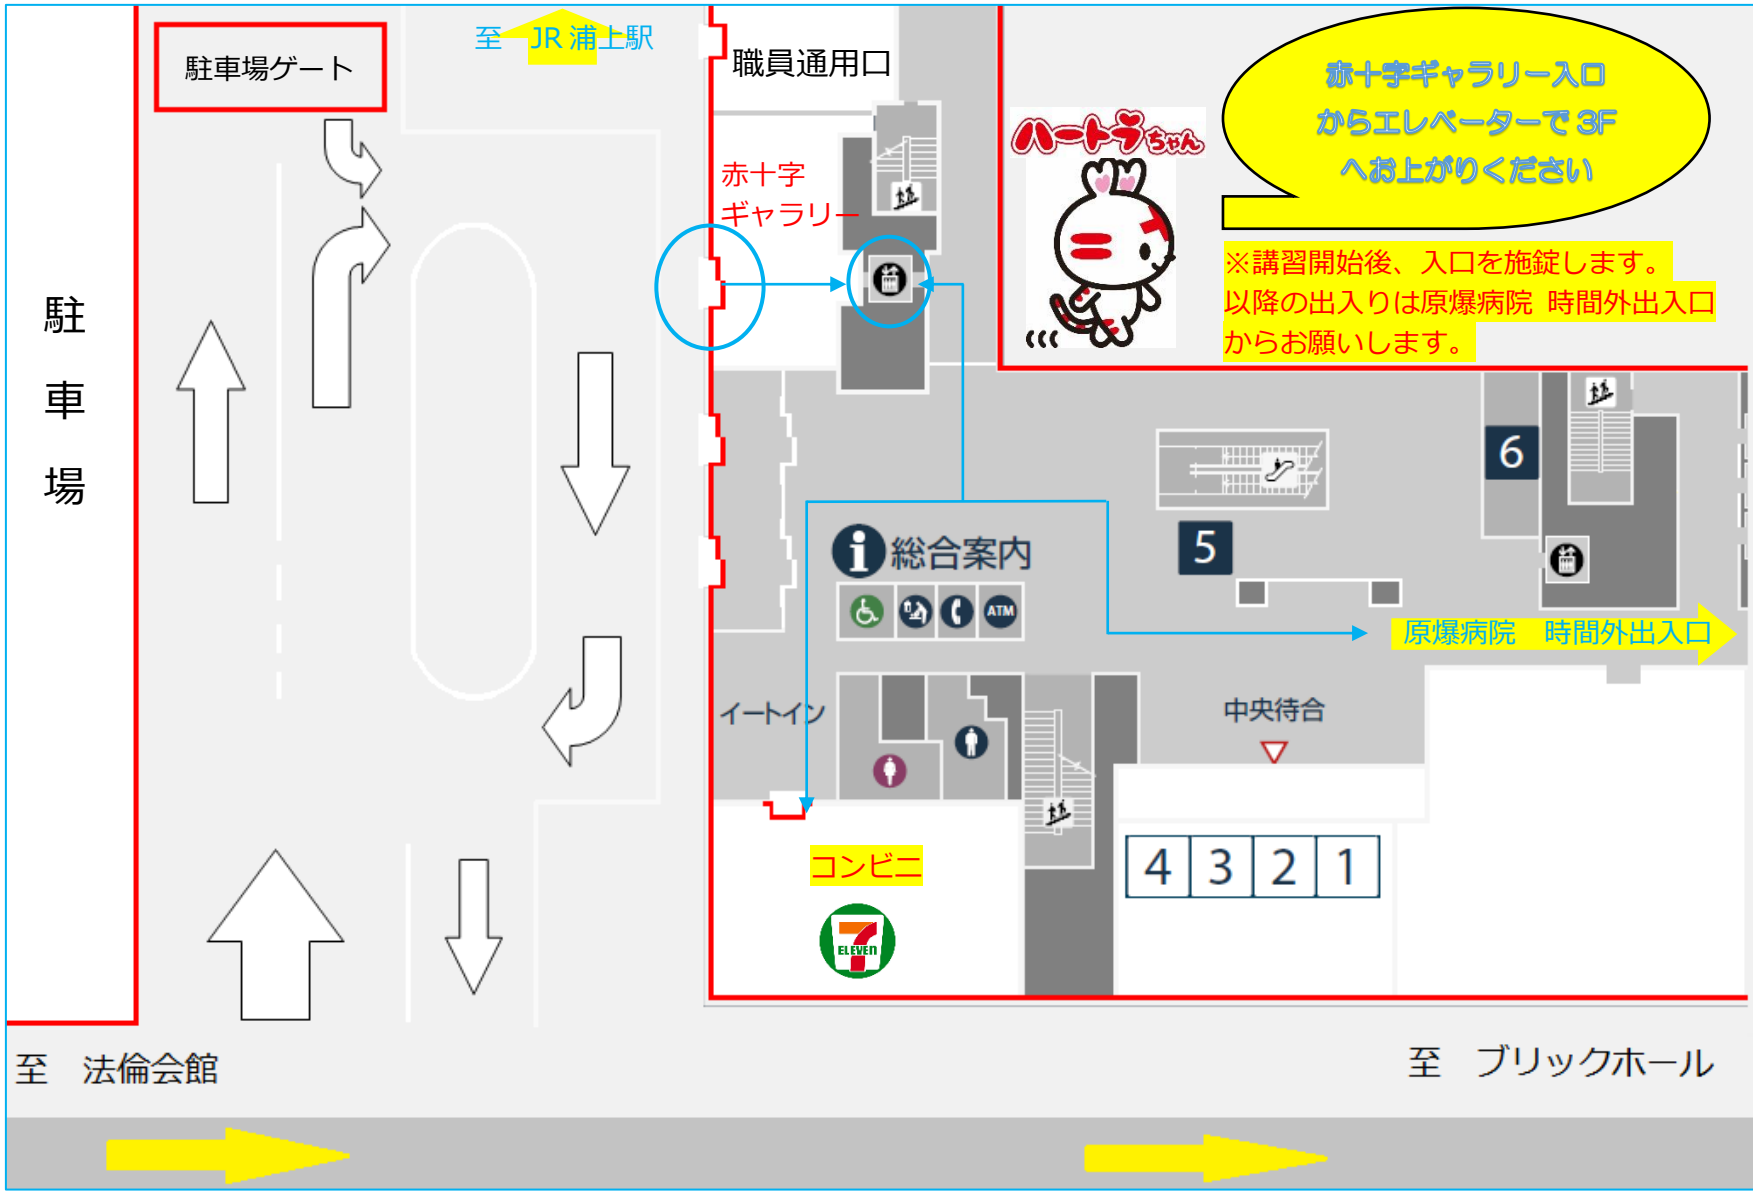 至 JR浦上駅
駐車場ゲート
職員通用口
赤十字ギャラリー入口
からエレベーターで3F
へお上がりください
ハートラちゃん
赤十字
ギャラリー
※講習開始後、入口を施錠します。
以降の出入りは原爆病院 時間外出入口
からお願いします。
駐
車
場
6
5
i 総合案内
ATM
原爆病院 時間外出入口
イートイン
中央待合
コンビニ
4 3 2 1
7
ELEVEn
至 法倫会館
至 ブリックホール